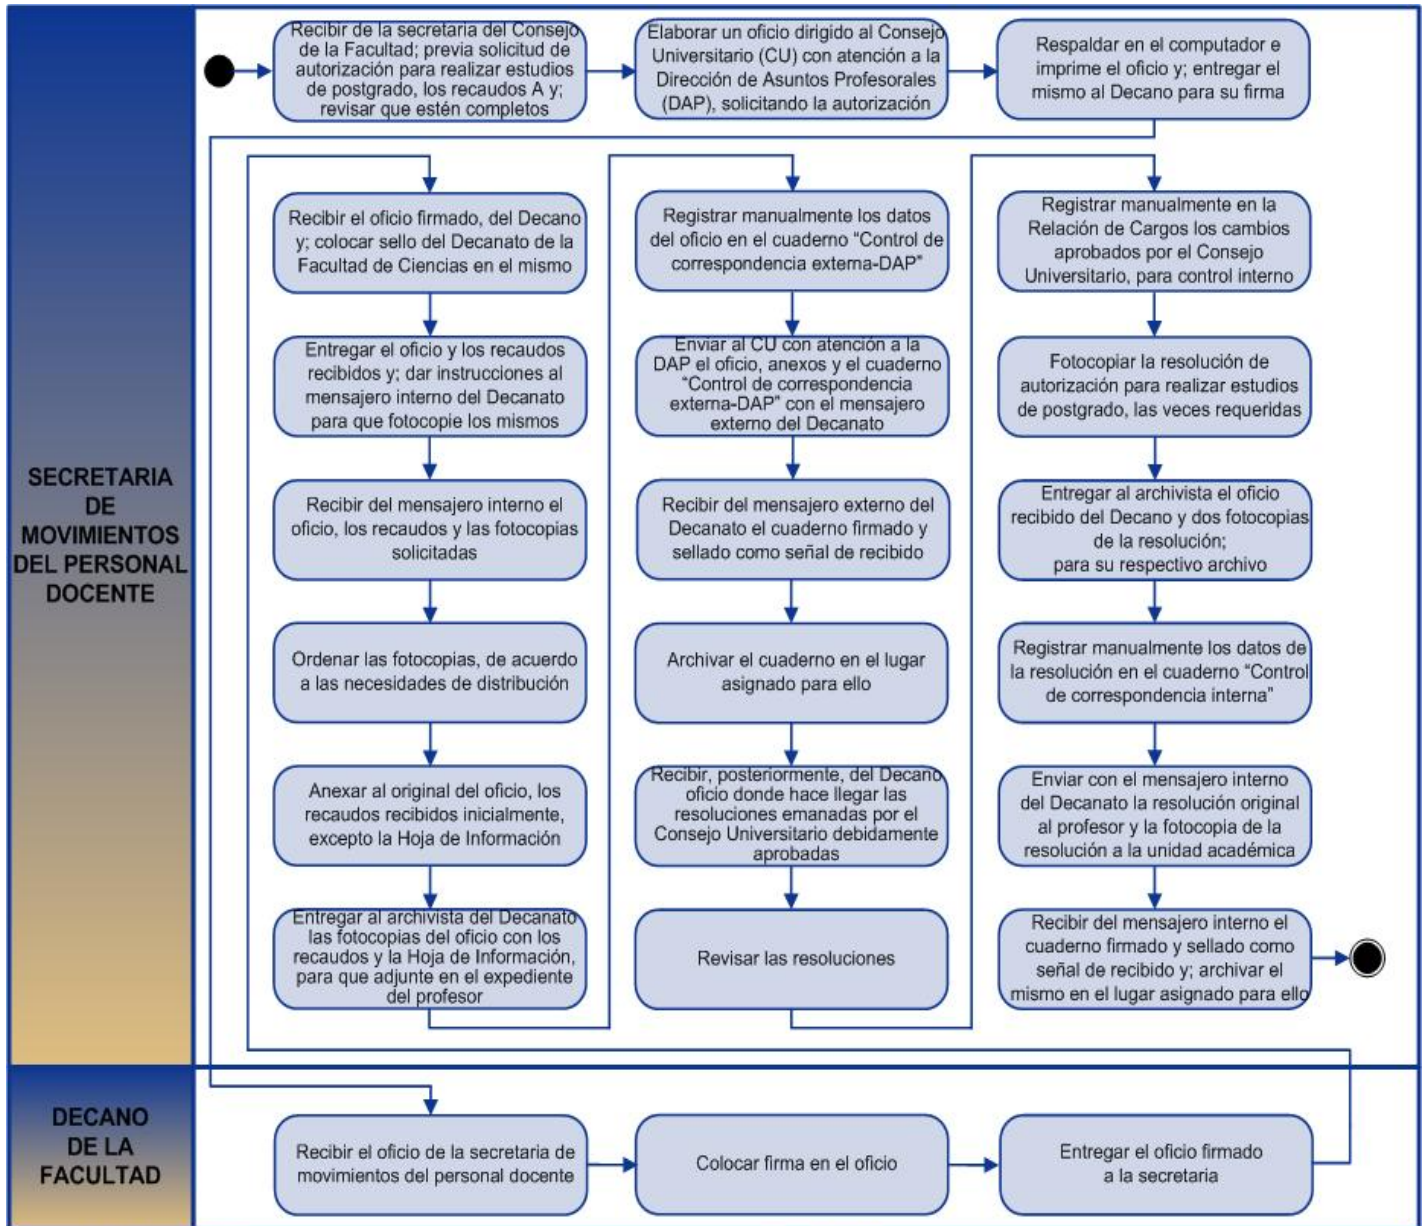 SECRETARIA
DE
MOVIMIENTOS
DEL PERSONAL
DOCENTE
Recibir de la secretaria del Consejo
de la Facultad; previa solicitud de
autorización para realizar estudios
de postgrado, los recaudos A y;
revisar que estén completos
Elaborar un oficio dirigido al Consejo
Universitario (CU) con atención a la
Dirección de Asuntos Profesorales
(DAP), solicitando la autorización
Respaldar en el computador e
imprime el oficio y; entregar el
mismo al Decano para su firma
Recibir el oficio firmado, del Decano
y; colocar sello del Decanato de la
Facultad de Ciencias en el mismo
Entregar el oficio y los recaudos
recibidos y; dar instrucciones al
mensajero interno del Decanato
para que fotocopie los mismos
Recibir del mensajero interno el
oficio, los recaudos y las fotocopias
solicitadas
Ordenar las fotocopias, de acuerdo
a las necesidades de distribución
Anexar al original del oficio, los
recaudos recibidos inicialmente,
excepto la Hoja de Información
Entregar al archivista del Decanato
las fotocopias del oficio con los
recaudos y la Hoja de Información,
para que adjunte en el expediente
del profesor
Registrar manualmente los datos
del oficio en el cuaderno “Control de
correspondencia externa-DAP”
Enviar al CU con atención a la
DAP el oficio, anexos y el cuaderno
“Control de correspondencia
externa-DAP” con el mensajero
externo del Decanato
Recibir del mensajero externo del
Decanato el cuaderno firmado y
sellado como señal de recibido
Archivar el cuaderno en el lugar
asignado para ello
Recibir, posteriormente, del Decano
oficio donde hace llegar las
resoluciones emanadas por el
Consejo Universitario debidamente
aprobadas
Revisar las resoluciones
Registrar manualmente en la
Relación de Cargos los cambios
aprobados por el Consejo
Universitario, para control interno
Fotocopiar la resolución de
autorización para realizar estudios
de postgrado, las veces requeridas
Entregar al archivista el oficio
recibido del Decano y dos fotocopias
de la resolución;
para su respectivo archivo
Registrar manualmente los datos de
la resolución en el cuaderno “Control
de correspondencia interna”
Enviar con el mensajero interno
del Decanato la resolución original
al profesor y la fotocopia de la
resolución a la unidad académica
Recibir del mensajero interno el
cuaderno firmado y sellado como
señal de recibido y; archivar el
mismo en el lugar asignado para ello
DECANO
DE LA
FACULTAD
Recibir el oficio de la secretaria de
movimientos del personal docente
Colocar firma en el oficio
Entregar el oficio firmado
a la secretaria